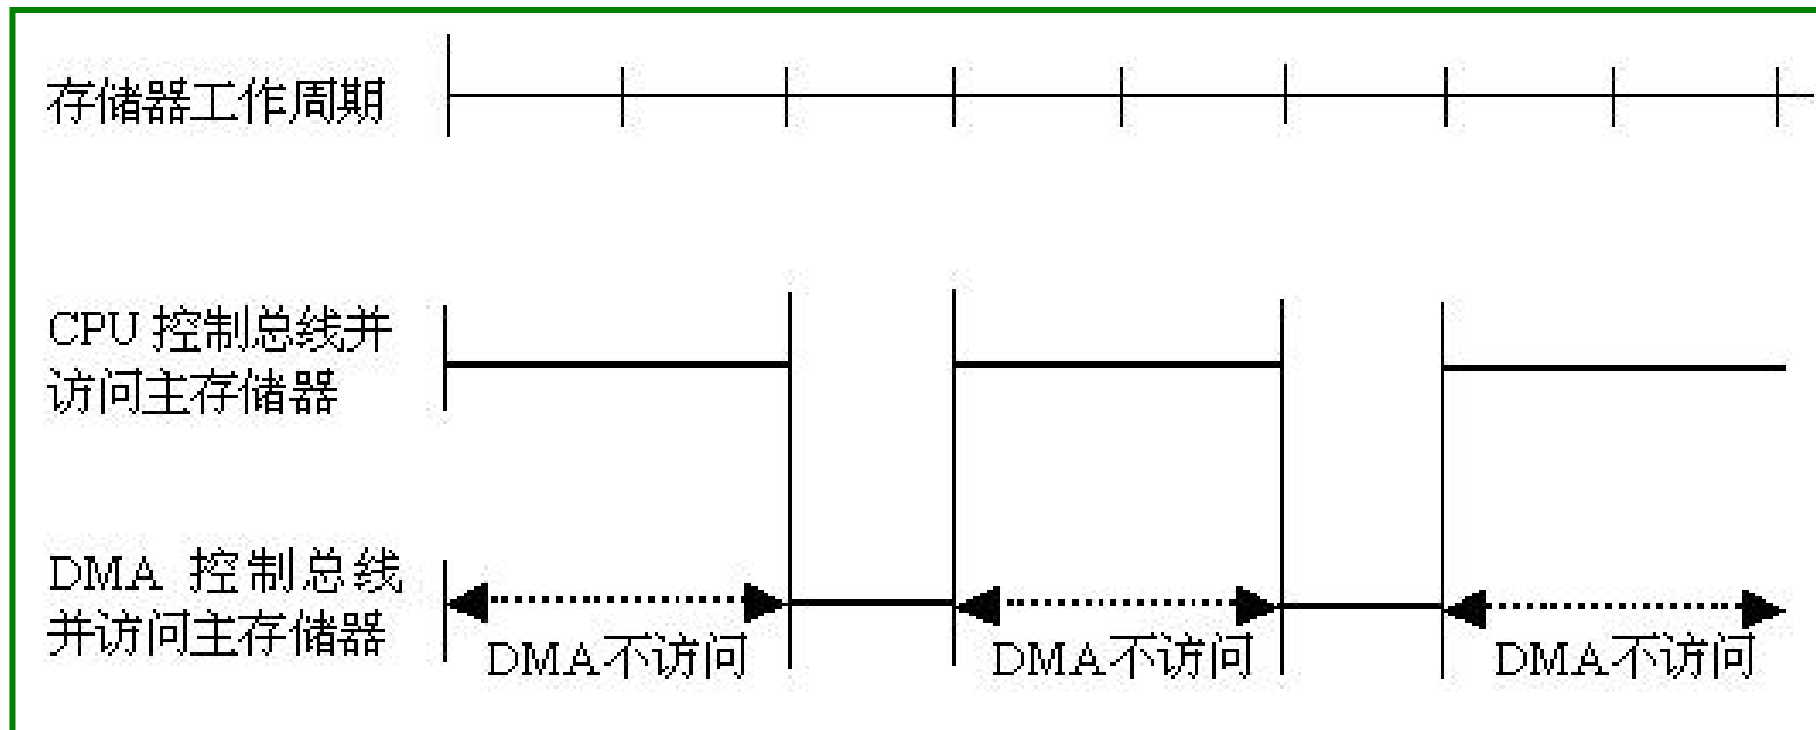 存储器工作周期
CPU 控制总线并
访问主存储器
DMA 控制总线
并访问主存储器
DMA不访问
DMA不访问
DMA不访问